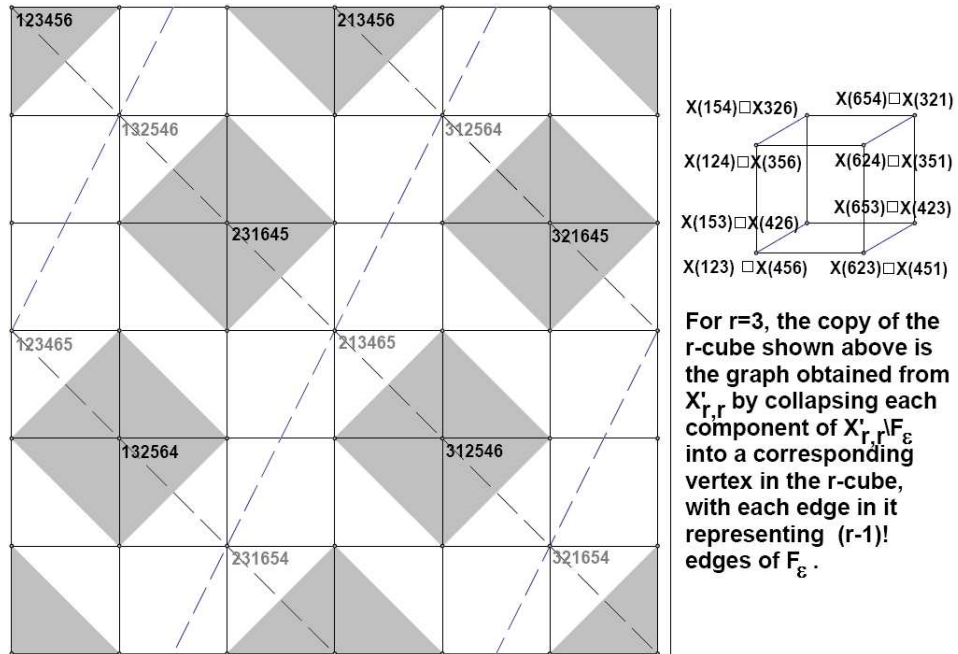 123456 213456
132546 312564
231645 321645
123465 213465
132564 312546
231654 321654
X(154)□X326) X(654)□X(321)
X(124)□X(356) X(624)□X(351)
X(153)□X(426) X(653)□X(423)
X(123) □X(456) X(623)□X(451)
For r=3, the copy of the
r-cube shown above is
the graph obtained from
X'r,r by collapsing each
component of X'r,r\Fε
into a corresponding
vertex in the r-cube,
with each edge in it
representing (r-1)!
edges of Fε .